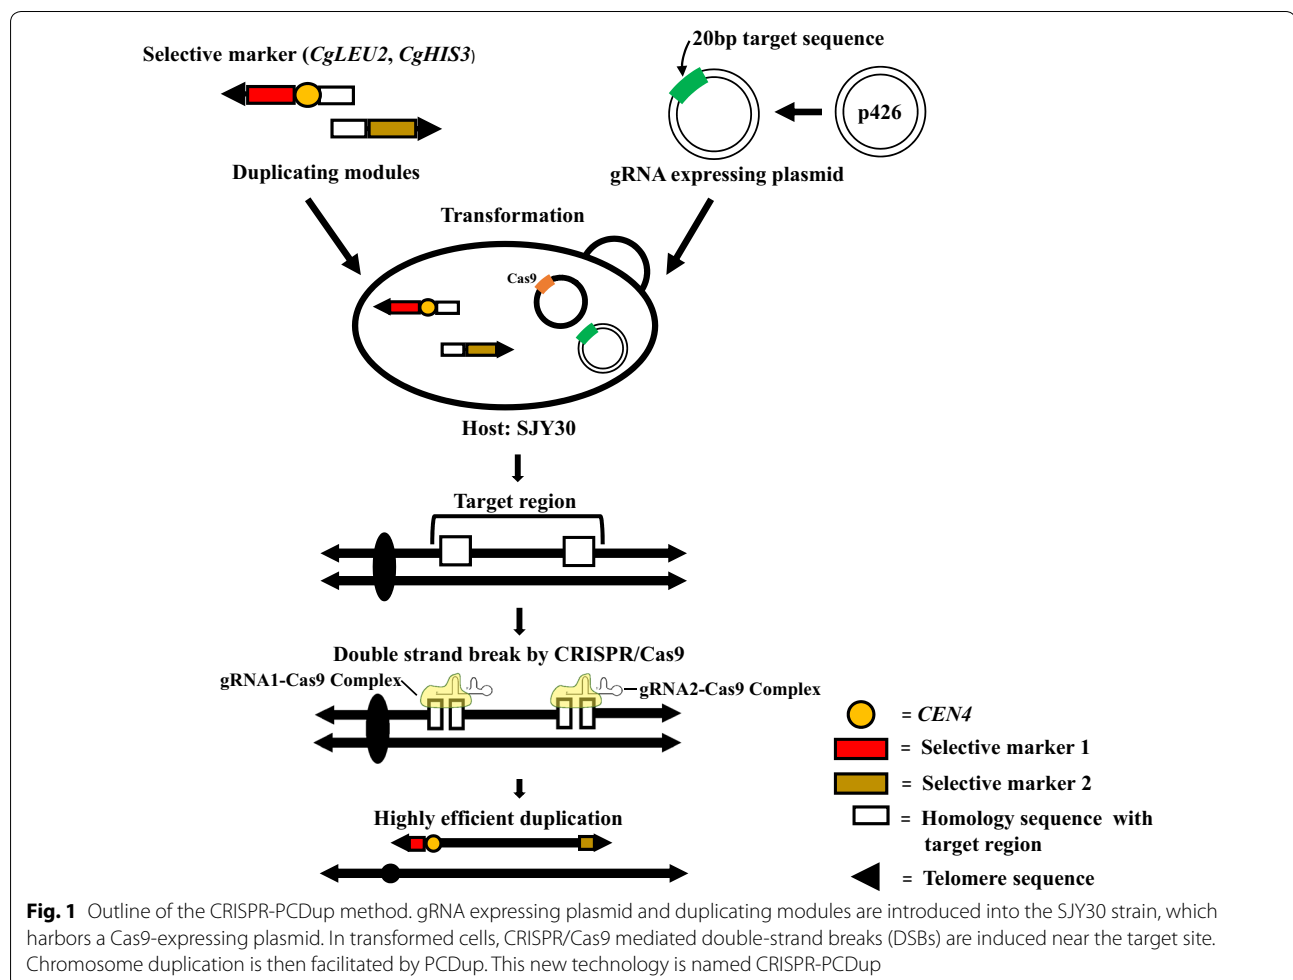 20bp target sequence
Selective marker (CgLEU2, CgHIS3)
p426
Duplicating modules
gRNA expressing plasmid
Transformation
Cas9
Host: SJY30
Target region
Double strand break by CRISPR/Cas9
gRNA1-Cas9 Complex
gRNA2-Cas9 Complex
Highly efficient duplication
= CEN4
= Selective marker 1
= Selective marker 2
= Homology sequence with
target region
= Telomere sequence
Fig. 1 Outline of the CRISPR-PCDup method. gRNA expressing plasmid and duplicating modules are introduced into the SJY30 strain, which
harbors a Cas9-expressing plasmid. In transformed cells, CRISPR/Cas9 mediated double-strand breaks (DSBs) are induced near the target site.
Chromosome duplication is then facilitated by PCDup. This new technology is named CRISPR-PCDup